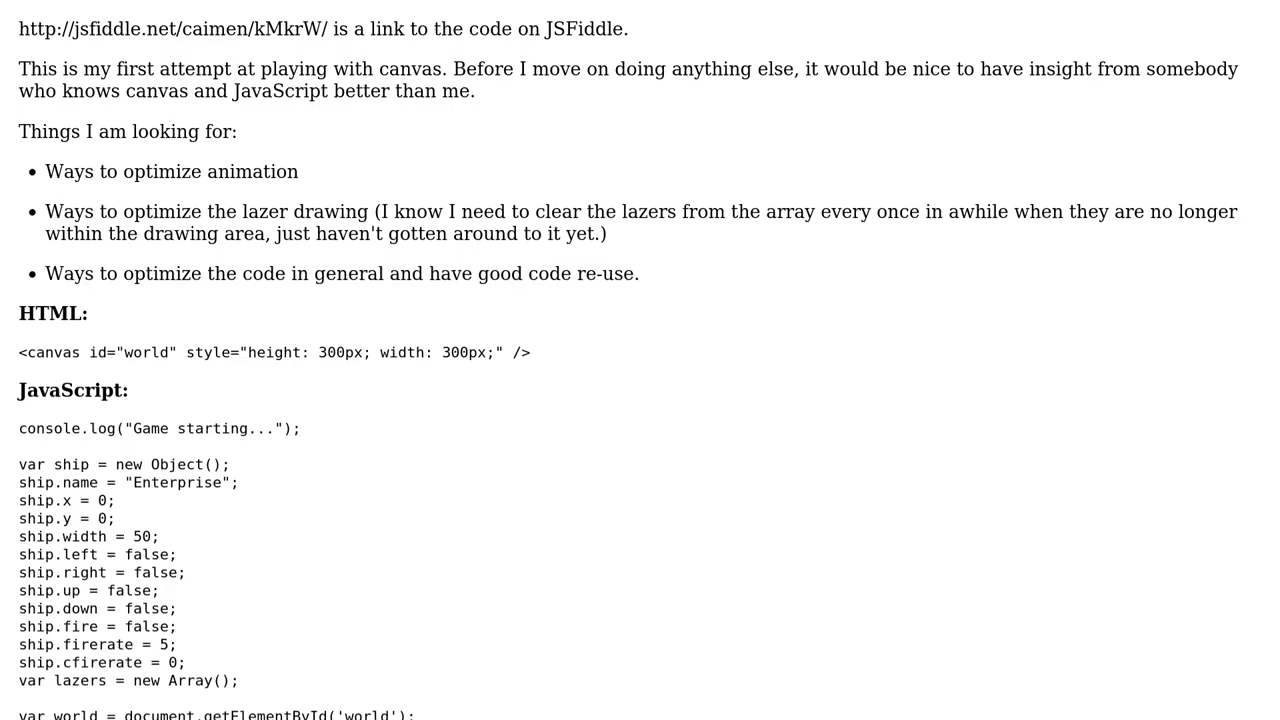 http://jsfiddle.net/caimen/kMkrW/ is a link to the code on JSFiddle.
This is my first attempt at playing with canvas. Before I move on doing anything else, it would be nice to have insight from somebody
who knows canvas and JavaScript better than me.
Things I am looking for:
• Ways to optimize animation
• Ways to optimize the lazer drawing (I know I need to clear the lazers from the array every once in awhile when they are no longer
within the drawing area, just haven't gotten around to it yet.)
• Ways to optimize the code in general and have good code re-use.
HTML:
<canvas id="world" style="height: 300px; width: 300px;" />
JavaScript:
console.log("Game starting...");
var ship = new Object();
ship.name = "Enterprise";
ship.x = 0;
ship.y = 0;
ship.width = 50;
ship.left = false;
ship.right = false;
ship.up = false;
ship.down = false;
ship.fire = false;
ship.firerate = 5;
ship.cfirerate = 0;
var lazers = new Array();
var world = document.getElementById('world');